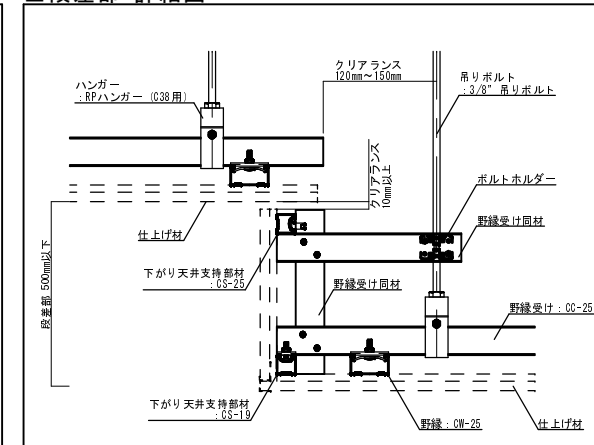 クリアランス
120mm～150mm
ハンガー
：RPハンガー (C38用)
吊りボルト
：3/8" 吊りボルト
クリアランス
10mm以上
ボルトホルダー
野縁受け同材
仕上げ材
下がり天井支持部材
：CS-25
野縁受け同材
段差部 500mm以下
野縁受け：CC-25
下がり天井支持部材
：CS-19
野縁：CW-25
仕上げ材